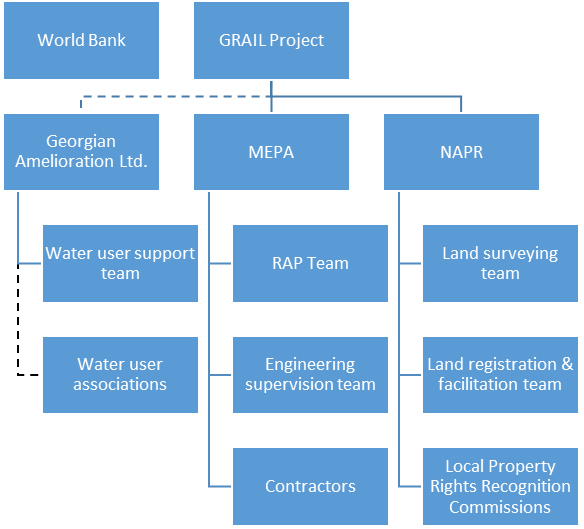 World Bank
GRAIL Project
Georgian
Amelioration Ltd.
MEPA
NAPR
Water user support
team
RAP Team
Land surveying
team
Water user
associations
Engineering
supervision team
Land registration &
facilitation team
Contractors
Local Property
Rights Recognition
Commissions